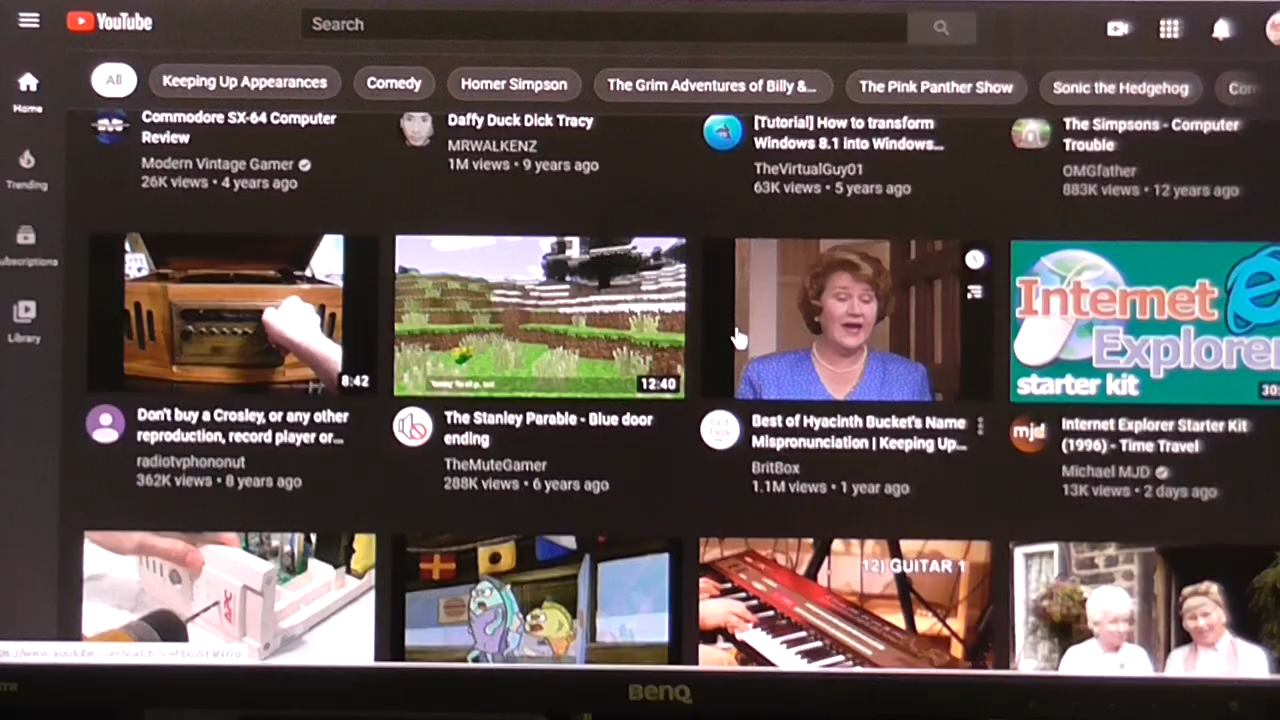 YouTube
Search
All
Keeping Up Appearances
Comedy
Homer Simpson
The Grim Adventures of Billy &...
The Pink Panther Show
Sonic the Hedgehog
Home
Trending
Library
Commodore SX-64 Computer
Review
Modern Vintage Gamer
26K views • 4 years ago
Daffy Duck Dick Tracy
MRWALKENZ
1M views • 9 years ago
[Tutorial] How to transform
Windows 8.1 into Windows...
TheVirtualGuy01
63K views • 5 years ago
The Simpsons - Computer
Trouble
OMGfather
883K views • 12 years ago
8:42
12:40
Internet
Explorer
starter kit
30
Don't buy a Crosley, or any other
reproduction, record player or...
radiotvphononut
362K views • 8 years ago
The Stanley Parable - Blue door
ending
TheMuteGamer
288K views • 6 years ago
Best of Hyacinth Bucket's Name
Mispronunciation | Keeping Up...
BritBox
1.1M views • 1 year ago
mjd
Internet Explorer Starter Kit
(1996) - Time Travel
Michael MJD
13K views • 2 days ago
12) GUITAR 1
BenQ